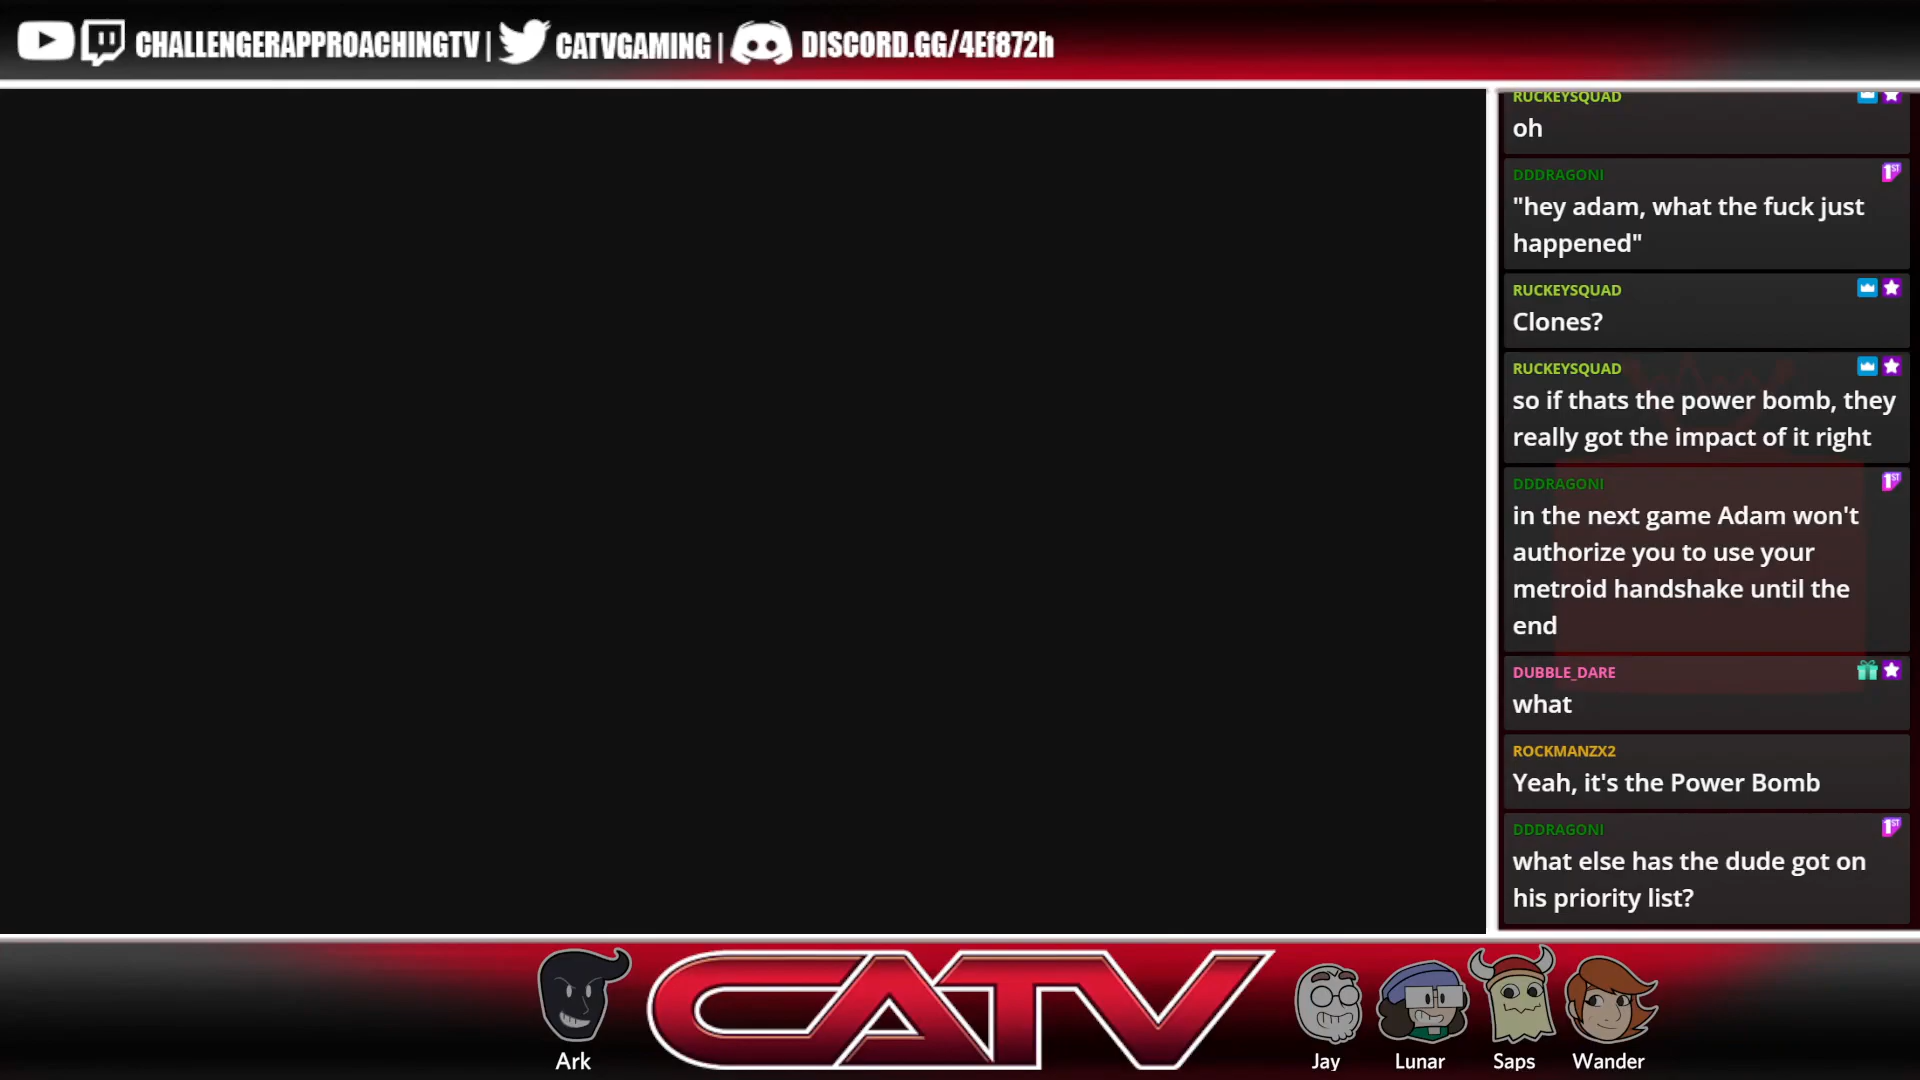 CHALLENGERAPPROACHINGTV | CATVGAMING | DISCORD.GG/4Ef872h
RUCKEYSQUAD
oh
DDDRAGONI
"hey adam, what the fuck just
happened"
RUCKEYSQUAD
Clones?
RUCKEYSQUAD
so if thats the power bomb, they
really got the impact of it right
DDDRAGONI
in the next game Adam won't
authorize you to use your
metroid handshake until the
end
DUBBLE_DARE
what
ROCKMANZX2
Yeah, it's the Power Bomb
DDDRAGONI
what else has the dude got on
his priority list?
CATV
Ark
Jay
Lunar
Saps
Wander